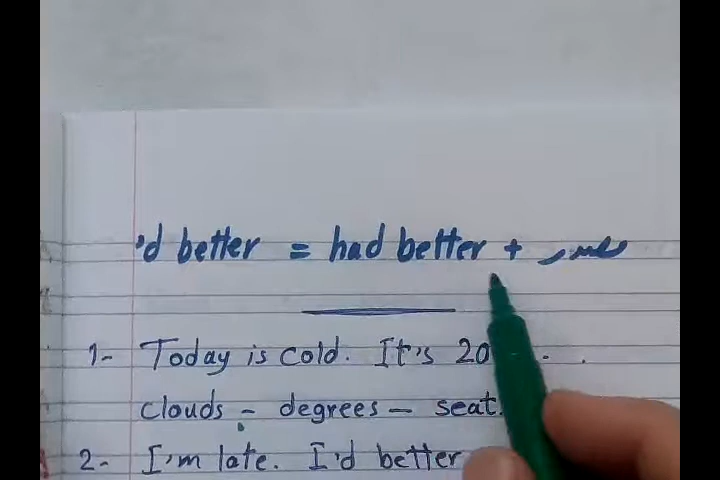 'd better = had better + مصدر
1- Today is cold. It's 20
clouds - degrees - seat.
2- I'm late. I'd better